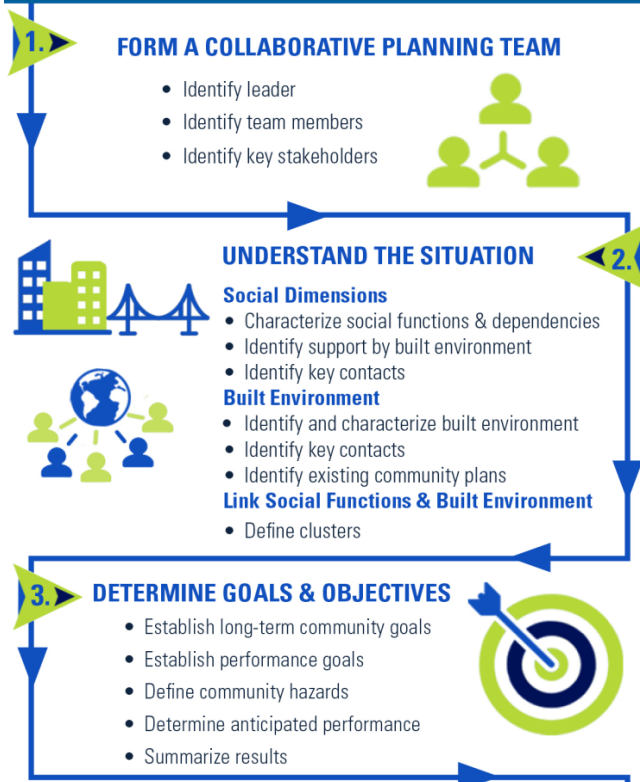 1.
FORM A COLLABORATIVE PLANNING TEAM
• Identify leader
• Identify team members
• Identify key stakeholders
2.
UNDERSTAND THE SITUATION
Social Dimensions
• Characterize social functions & dependencies
• Identify support by built environment
• Identify key contacts
Built Environment
• Identify and characterize built environment
• Identify key contacts
• Identify existing community plans
Link Social Functions & Built Environment
• Define clusters
3.
DETERMINE GOALS & OBJECTIVES
• Establish long-term community goals
• Establish performance goals
• Define community hazards
• Determine anticipated performance
• Summarize results